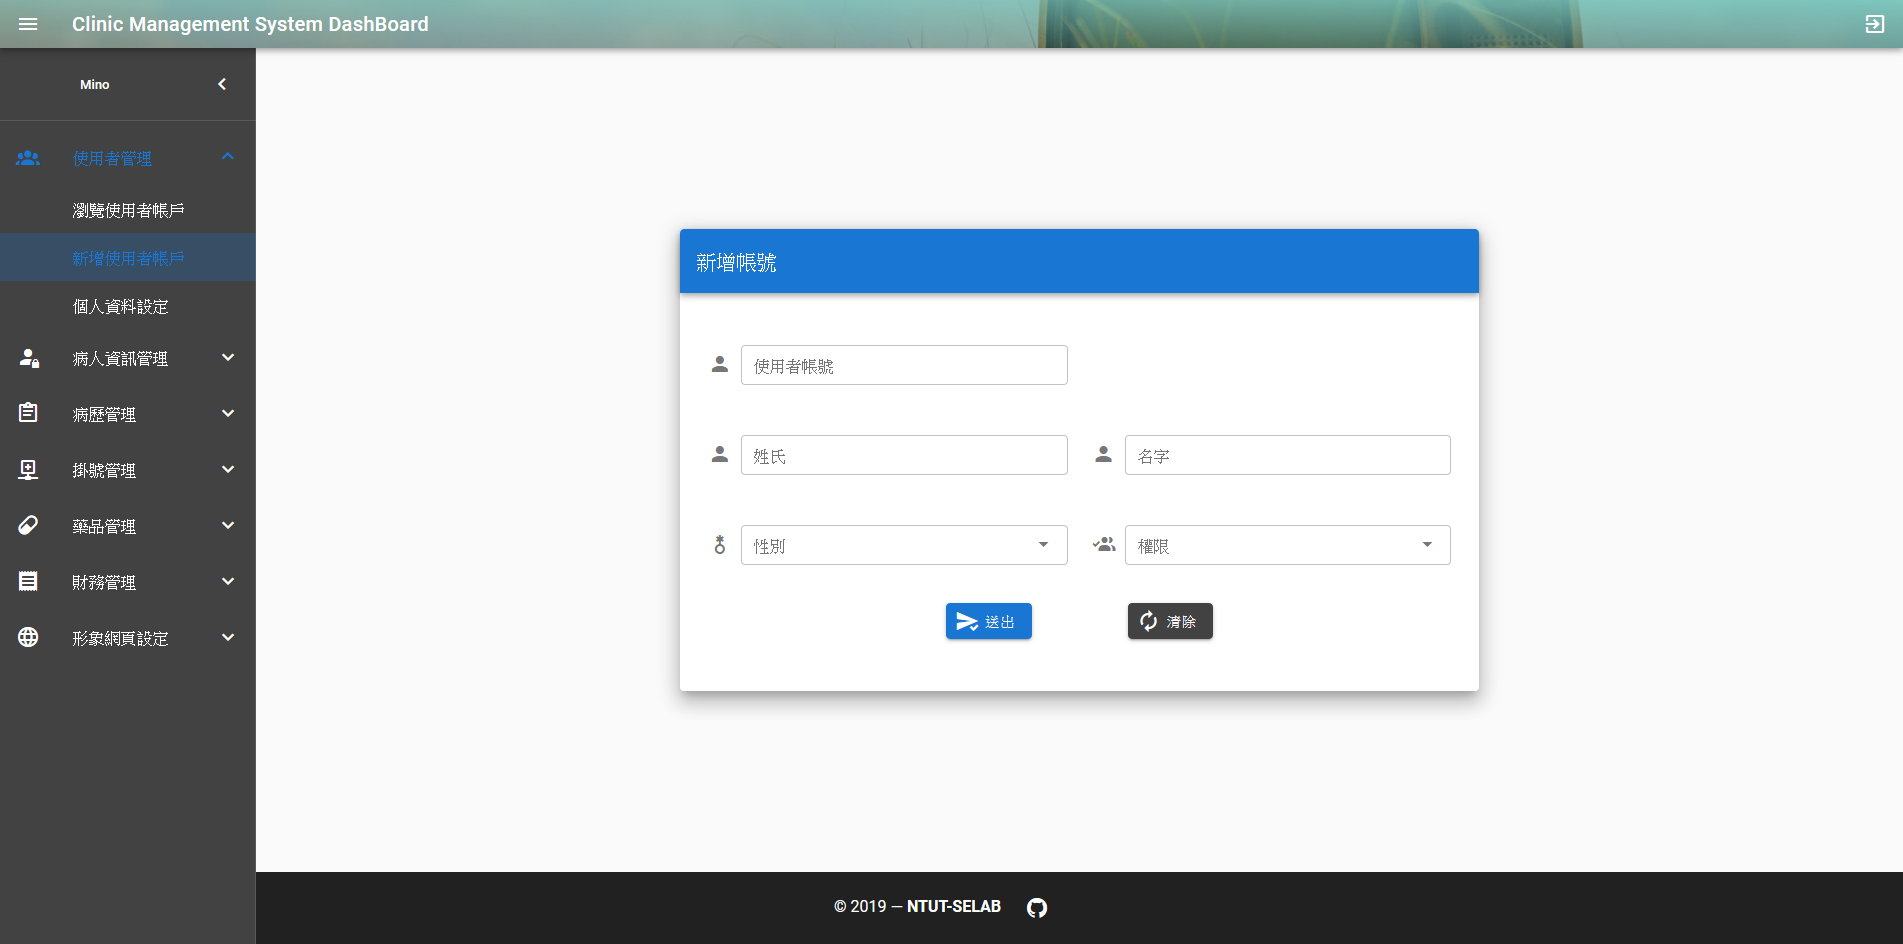 Clinic Management System DashBoard
Mino
使用者管理
瀏覽使用者帳戶
新增使用者帳戶
個人資料設定
病人資訊管理
病歷管理
掛號管理
藥品管理
財務管理
形象網頁設定
新增帳號
使用者帳號
姓氏
名字
性別
權限
送出
清除
© 2019 — NTUT-SELAB